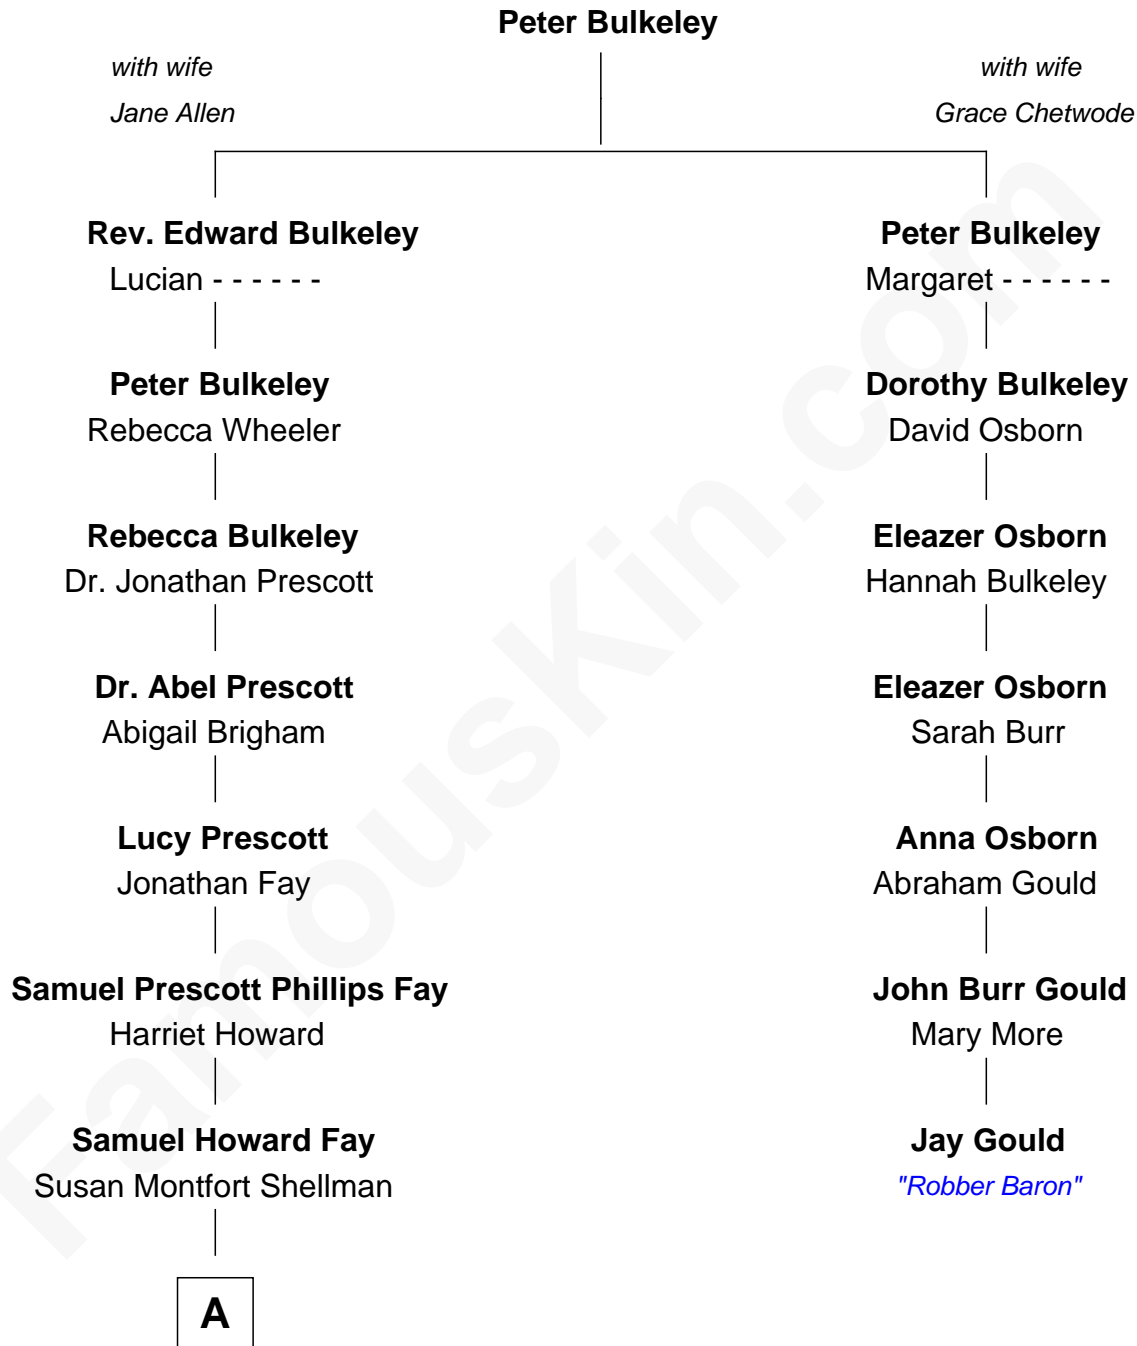 Peter Bulkeley
with wife
Jane Allen
with wife
Grace Chetwode
Rev. Edward Bulkeley
Lucian - - - - - -
Peter Bulkeley
Margaret - - - - - -
Peter Bulkeley
Rebecca Wheeler
Dorothy Bulkeley
David Osborn
Rebecca Bulkeley
Dr. Jonathan Prescott
Eleazer Osborn
Hannah Bulkeley
Dr. Abel Prescott
Abigail Brigham
Eleazer Osborn
Sarah Burr
Lucy Prescott
Jonathan Fay
Anna Osborn
Abraham Gould
Samuel Prescott Phillips Fay
Harriet Howard
John Burr Gould
Mary More
Samuel Howard Fay
Susan Montfort Shellman
Jay Gould
"Robber Baron"
A
FamousKin.com